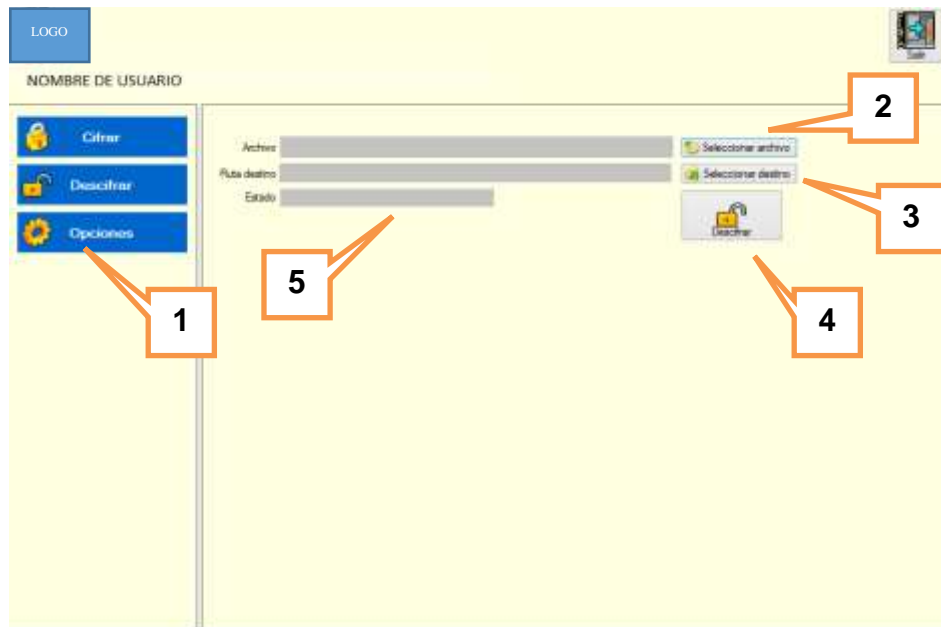 LOGO
Salir
NOMBRE DE USUARIO
2
Cifrar
Archivo
Seleccionar archivo
Descifrar
Ruta destino
Seleccionar destino
3
Estado
Opciones
Descifrar
5
1
4